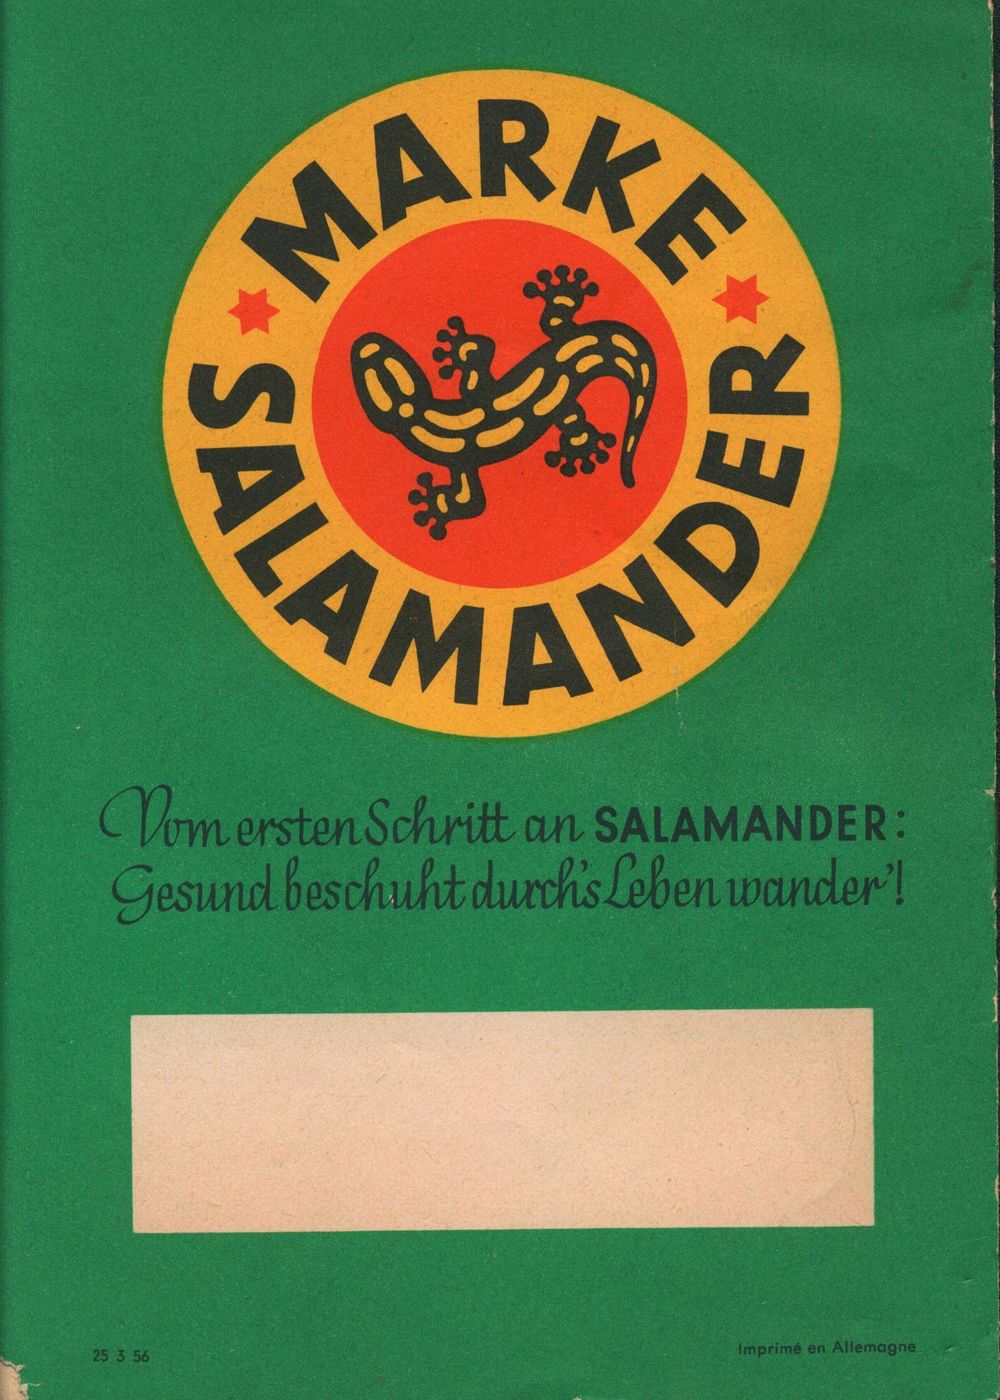 MARKE
SALAMANDER
Vom ersten Schritt an SALAMANDER:
Gesund beschuht durch's Leben wander'!
25 3 56
Imprimé en Allemagne